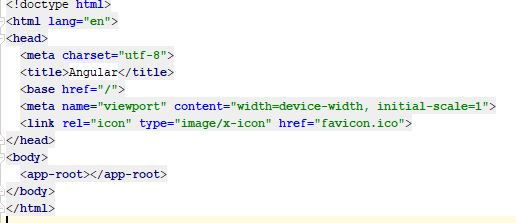 <!doctype html>
<html lang="en">
<head>
<meta charset="utf-8">
<title>Angular</title>
<base href="/">
<meta name="viewport" content="width=device-width, initial-scale=1">
<link rel="icon" type="image/x-icon" href="favicon.ico">
</head>
<body>
<app-root></app-root>
</body>
</html>